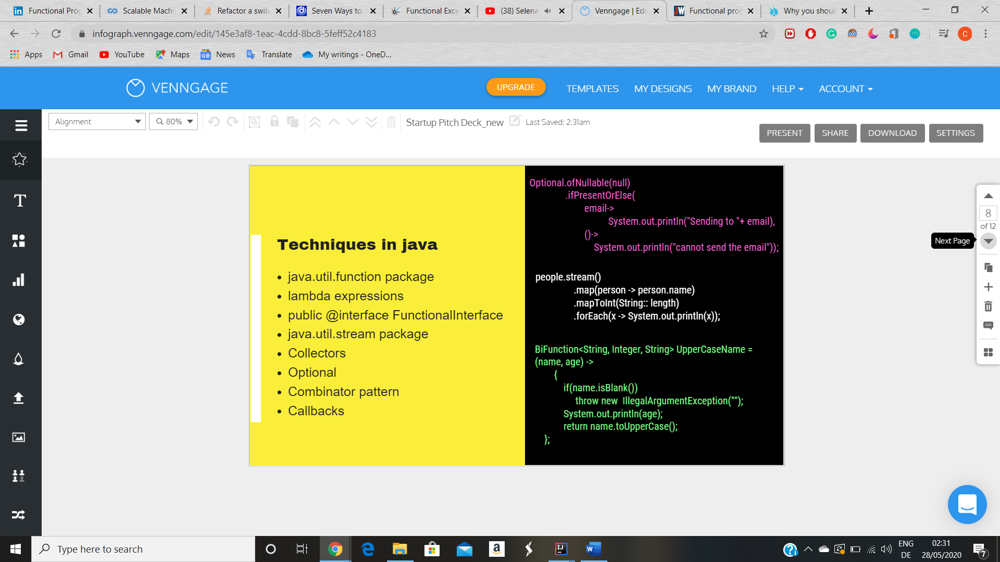 Functional Prog
Scalable Machi
Refactor a swit
Seven Ways to
Functional Exce
(38) Selena
Venngage | Edi
Functional prog
Why you shoul
infograph.venngage.com/edit/145e3af8-1eac-4cdd-8bc8-5feff52c4183
Apps
Gmail
YouTube
Maps
News
Translate
My writings - OneD...
VENNGAGE
UPGRADE
TEMPLATES
MY DESIGNS
MY BRAND
HELP
ACCOUNT
Alignment
80%
Startup Pitch Deck_new
Last Saved: 2:31am
PRESENT
SHARE
DOWNLOAD
SETTINGS
Techniques in java
• java.util.function package
• lambda expressions
• public @interface FunctionalInterface
• java.util.stream package
• Collectors
• Optional
• Combinator pattern
• Callbacks
Optional.ofNullable(null)
.ifPresentOrElse(
email->
System.out.println("Sending to "+ email),
()->
System.out.println("cannot send the email"));
people.stream()
.map(person -> person.name)
.mapToInt(String:: length)
.forEach(x -> System.out.println(x));
BiFunction<String, Integer, String> UpperCaseName =
(name, age) ->
{
if(name.isBlank())
throw new  IllegalArgumentException("");
System.out.println(age);
return name.toUpperCase();
};
8
of 12
Next Page
Type here to search
ENG
DE
02:31
28/05/2020
7